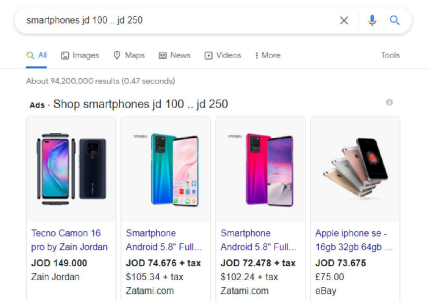 smartphones jd 100 .. jd 250
All Images Maps News Videos More Tools
About 94,200,000 results (0.47 seconds)
Ads · Shop smartphones jd 100 .. jd 250
Tecno Camon 16
pro by Zain Jordan
JOD 149.000
Zain Jordan
Smartphone
Android 5.8" Full...
JOD 74.676 + tax
$105.34 + tax
Zatami.com
Smartphone
Android 5.8" Full...
JOD 72.478 + tax
$102.24 + tax
Zatami.com
Apple iphone se -
16gb 32gb 64gb ...
JOD 73.675
£75.00
eBay